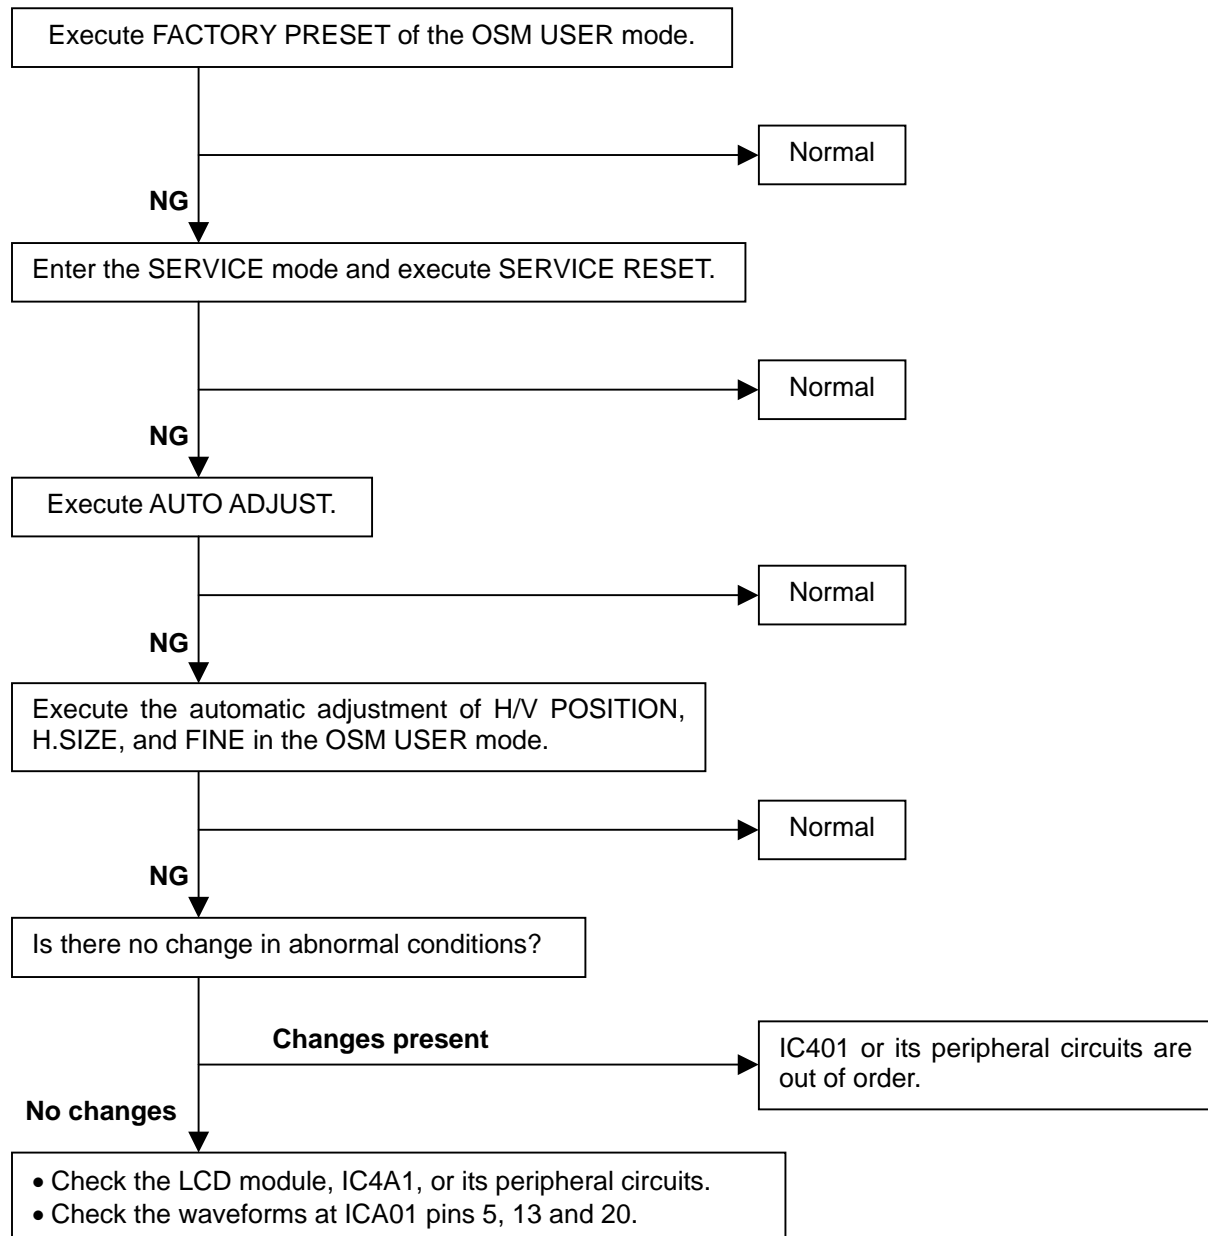 Execute FACTORY PRESET of the OSM USER mode.
Normal
NG
Enter the SERVICE mode and execute SERVICE RESET.
Normal
NG
Execute AUTO ADJUST.
Normal
NG
Execute the automatic adjustment of H/V POSITION,
H.SIZE, and FINE in the OSM USER mode.
Normal
NG
Is there no change in abnormal conditions?
Changes present
IC401 or its peripheral circuits are
out of order.
No changes
• Check the LCD module, IC4A1, or its peripheral circuits.
• Check the waveforms at ICA01 pins 5, 13 and 20.